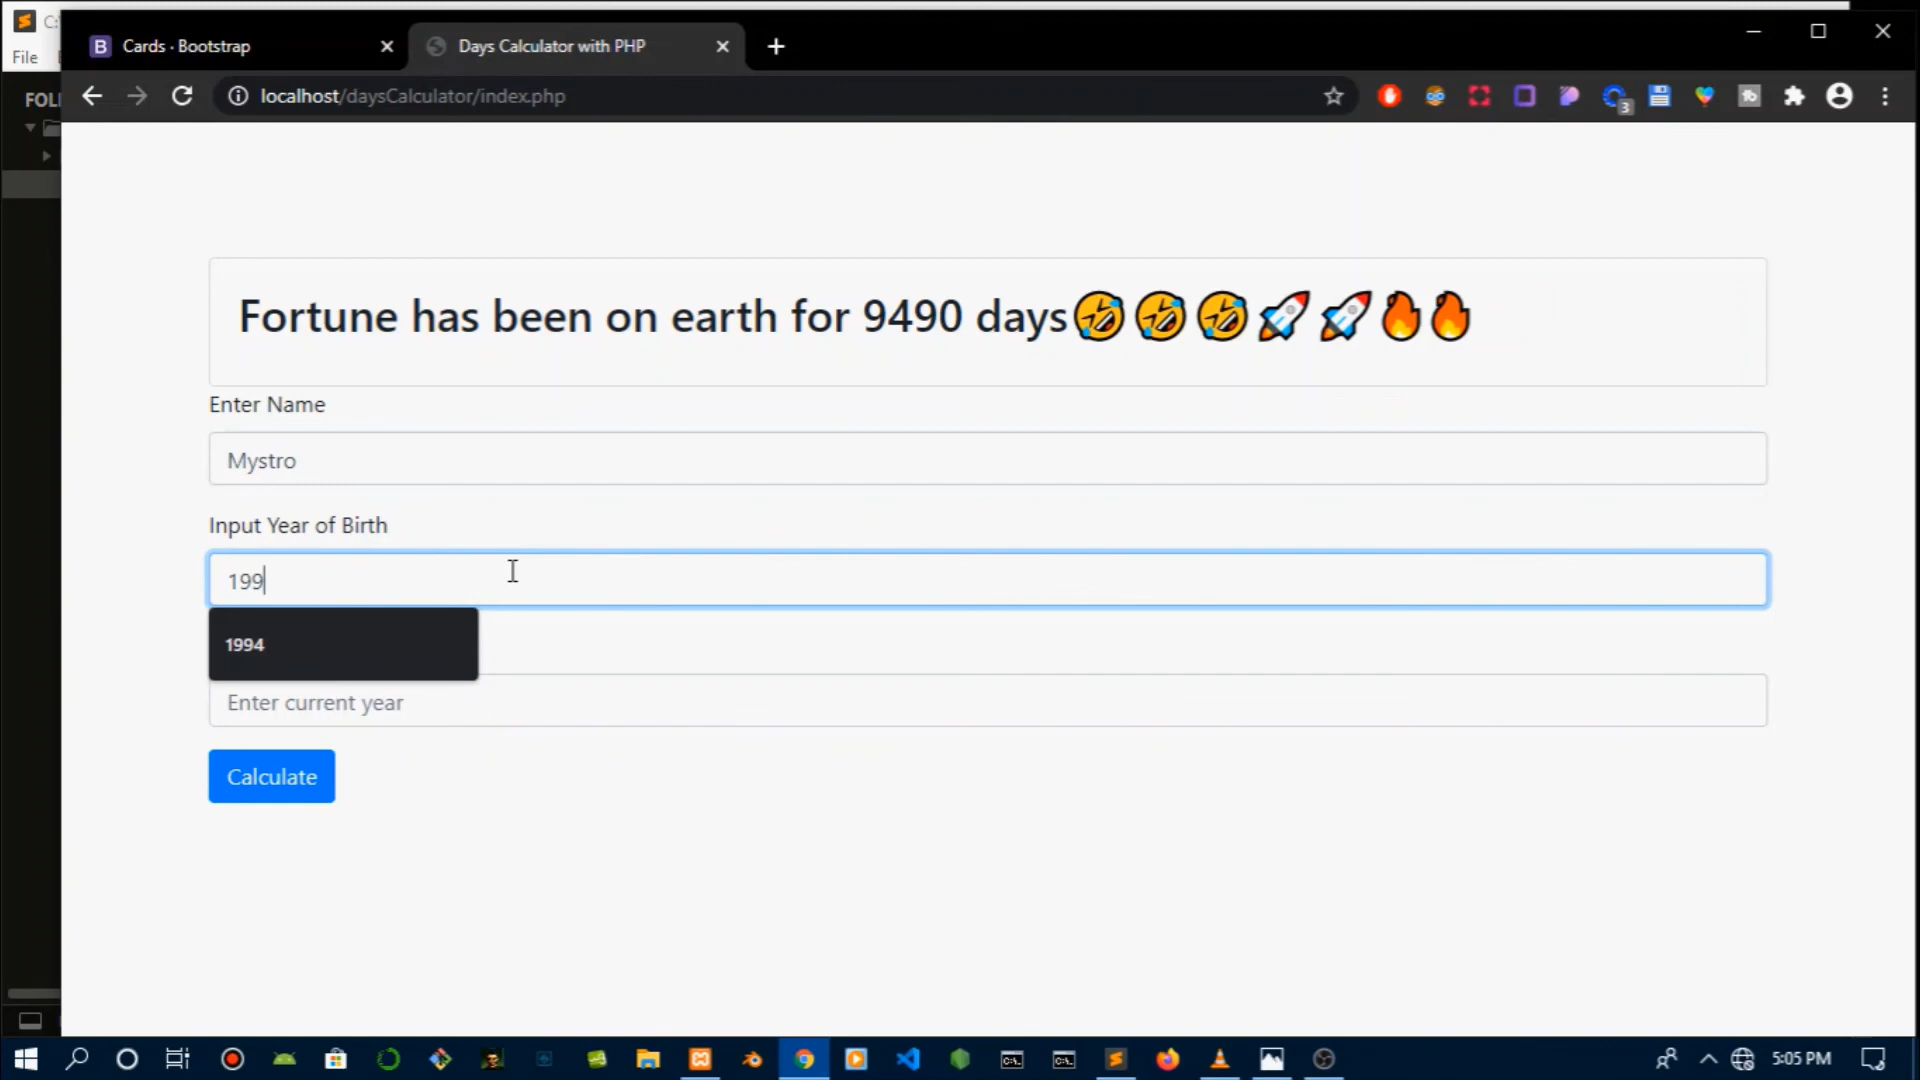 C:
Cards · Bootstrap
Days Calculator with PHP
File
localhost/daysCalculator/index.php
3
FOL
Fortune has been on earth for 9490 days🤣🤣🤣🚀🚀🔥🔥
Enter Name
Mystro
Input Year of Birth
199
1994
Enter current year
Calculate
5:05 PM